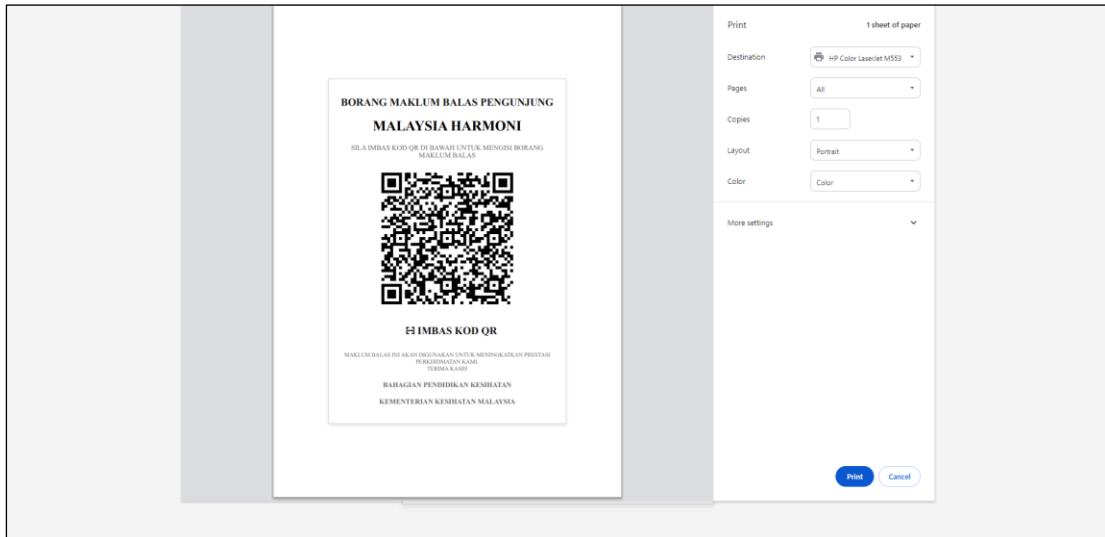 BORANG MAKLUM BALAS PENGUNJUNG
MALAYSIA HARMONI
SILA IMBAS KOD QR DI BAWAH UNTUK MENGISI BORANG
MAKLUM BALAS
IMBAS KOD QR
MAKLUM BALAS INI AKAN DIGUNAKAN UNTUK MENINGKATKAN PRESTASI
PERKHIDMATAN KAMI.
TERIMA KASIH
BAHAGIAN PENDIDIKAN KESIHATAN
KEMENTERIAN KESIHATAN MALAYSIA
Print 1 sheet of paper
Destination HP Color LaserJet M553
Pages All
Copies 1
Layout Portrait
Color Color
More settings
Print Cancel